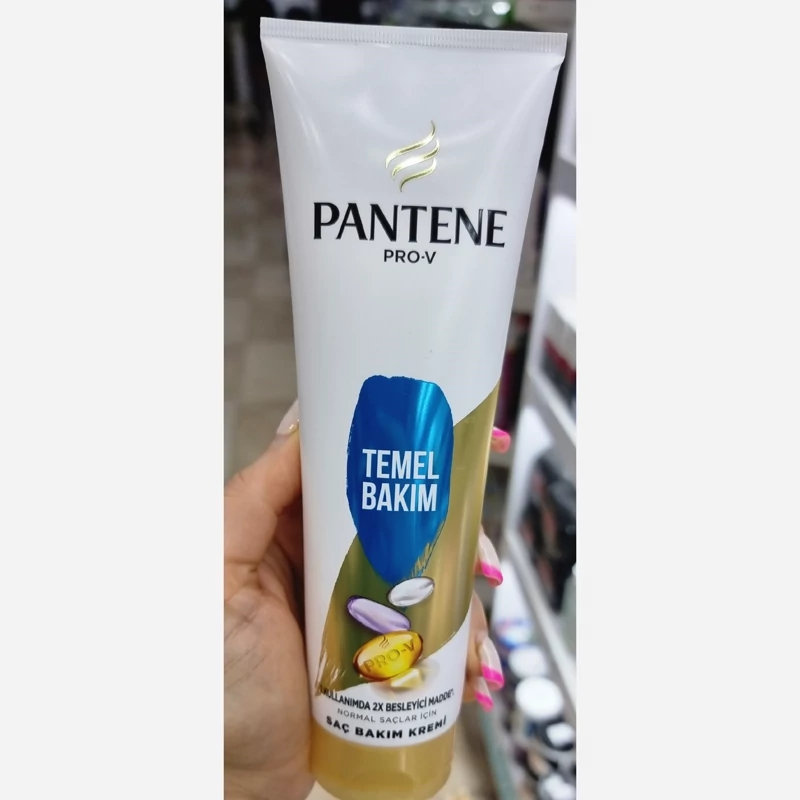 PANTENE
PRO-V
TEMEL
BAKIM
PRO-V
KULLANIMDA 2X BESLEYİCİ MADDE*
NORMAL SAÇLAR İÇİN
SAÇ BAKIM KREMİ